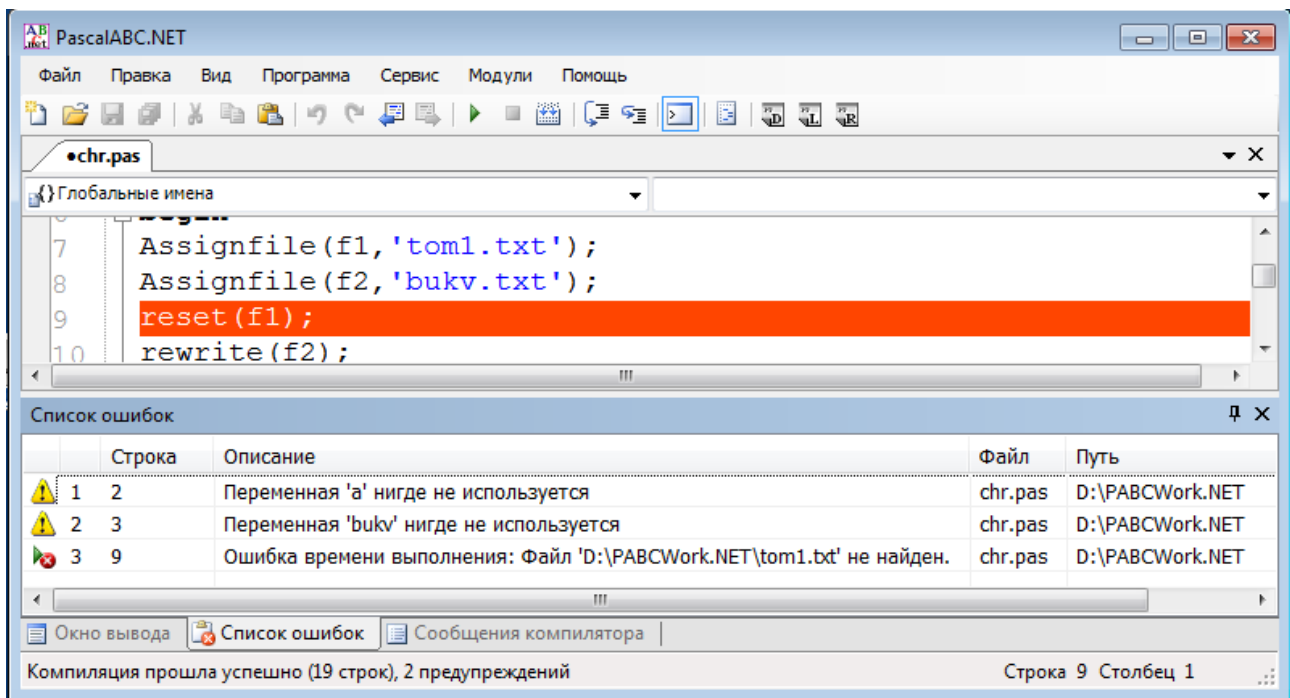 PascalABC.NET
Файл Правка Вид Программа Сервис Модули Помощь
•chr.pas
{} Глобальные имена
begin
7 Assignfile(f1,'tom1.txt');
8 Assignfile(f2,'bukv.txt');
9 reset(f1);
10 rewrite(f2);
Список ошибок
Строка Описание Файл Путь
1 2 Переменная 'a' нигде не используется chr.pas D:\PABCWork.NET
2 3 Переменная 'bukv' нигде не используется chr.pas D:\PABCWork.NET
3 9 Ошибка времени выполнения: Файл 'D:\PABCWork.NET\tom1.txt' не найден. chr.pas D:\PABCWork.NET
Окно вывода Список ошибок Сообщения компилятора
Компиляция прошла успешно (19 строк), 2 предупреждений Строка 9 Столбец 1